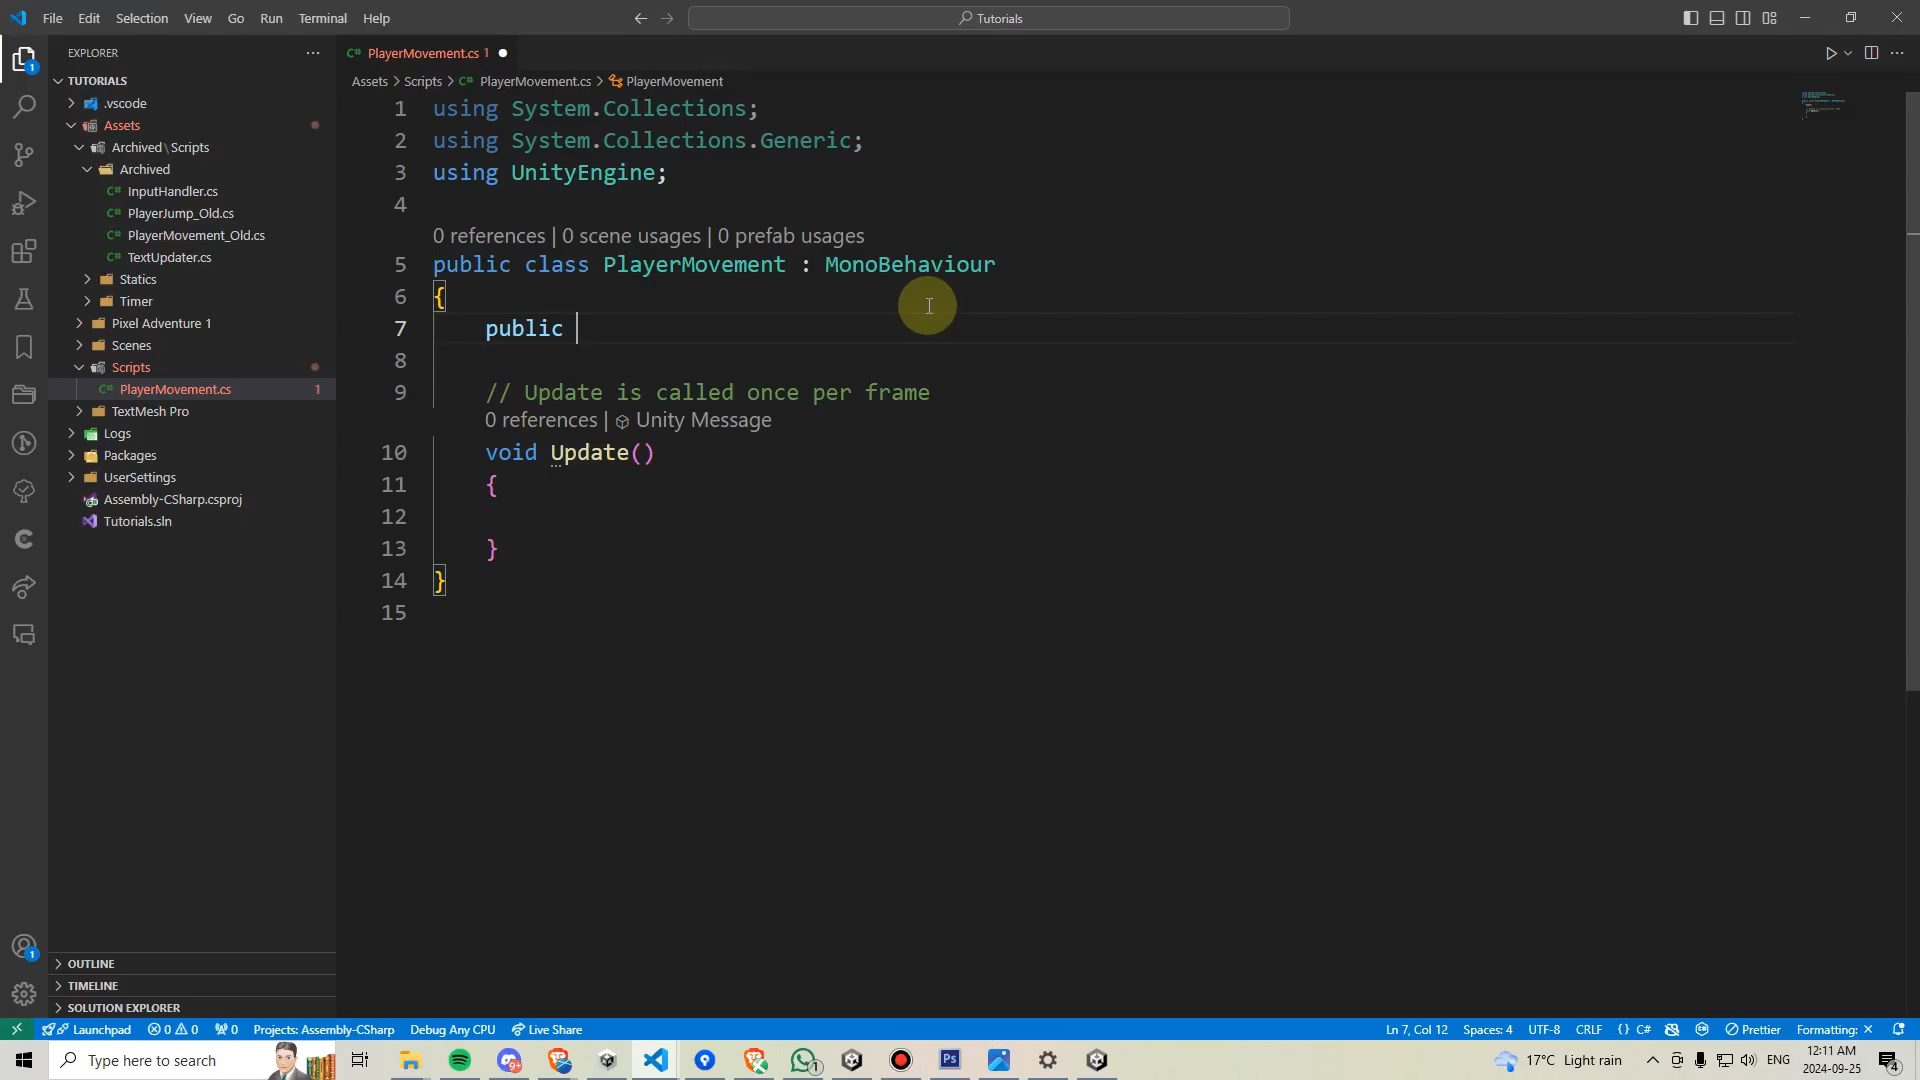 File Edit Selection View Go Run Terminal Help
Tutorials
EXPLORER
TUTORIALS
.vscode
Assets
Archived \ Scripts
Archived
InputHandler.cs
PlayerJump_Old.cs
PlayerMovement_Old.cs
TextUpdater.cs
Statics
Timer
Pixel Adventure 1
Scenes
Scripts
PlayerMovement.cs 1
TextMesh Pro
Logs
Packages
UserSettings
Assembly-CSharp.csproj
Tutorials.sln
OUTLINE
TIMELINE
SOLUTION EXPLORER
PlayerMovement.cs 1
Assets > Scripts > PlayerMovement.cs > PlayerMovement
1 using System.Collections;
2 using System.Collections.Generic;
3 using UnityEngine;
4
0 references | 0 scene usages | 0 prefab usages
5 public class PlayerMovement : MonoBehaviour
6 {
7 public
8
9 // Update is called once per frame
0 references | Unity Message
10 void Update()
11 {
12
13 }
14 }
15
Launchpad 0 0 0 Projects: Assembly-CSharp Debug Any CPU Live Share Ln 7, Col 12 Spaces: 4 UTF-8 CRLF {} C# Prettier Formatting: ×
Type here to search 9+ 1 Ps 17°C Light rain ENG 12:11 AM 4
2024-09-25